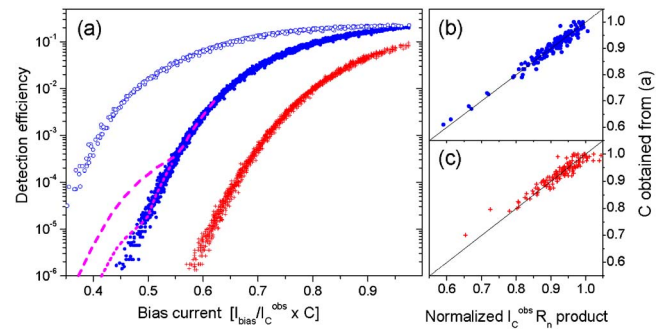 (a)
(b)
(c)
10⁻¹
10⁻²
10⁻³
10⁻⁴
10⁻⁵
10⁻⁶
Detection efficiency
0.4 0.5 0.6 0.7 0.8 0.9
Bias current [I_bias/I_C^obs x C]
1.0
0.9
0.8
0.7
0.6
1.0
0.9
0.8
0.7
0.6
C obtained from (a)
0.6 0.7 0.8 0.9 1.0
Normalized I_C^obs R_n product